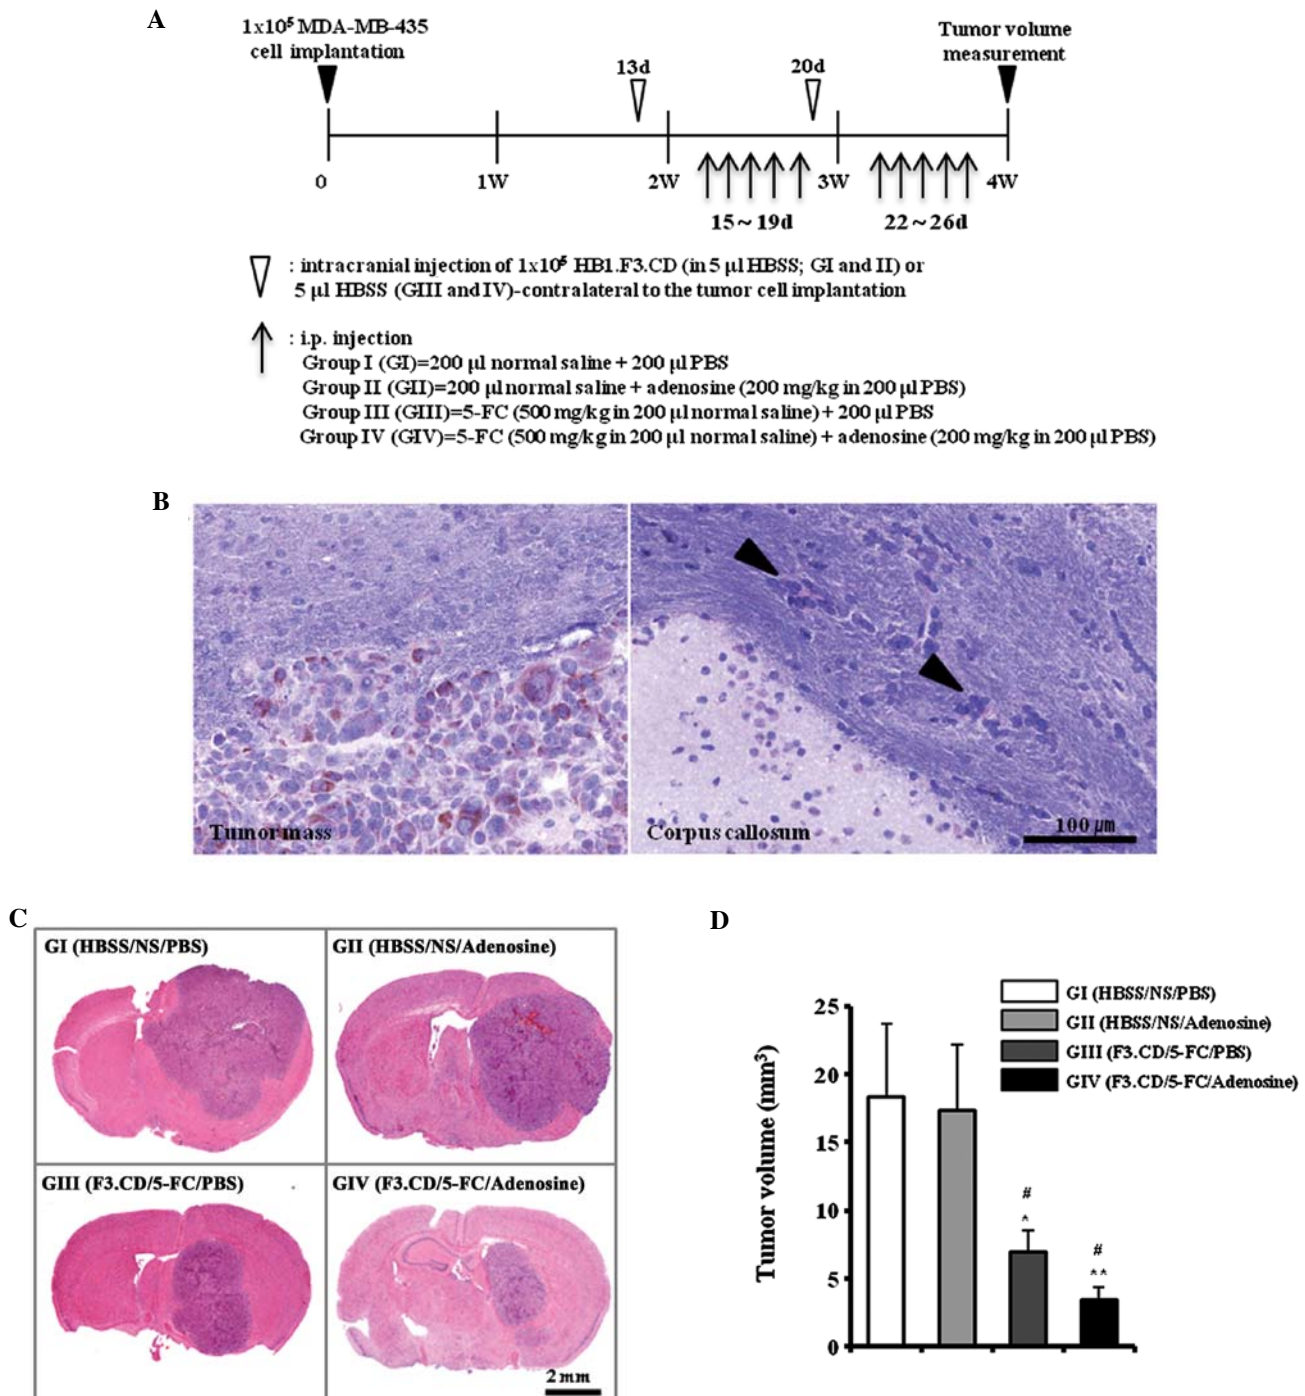 A
1x10⁵ MDA-MB-435
cell implantation
Tumor volume
measurement
13d
20d
0
1W
2W
3W
4W
15~19d
22~26d
: intracranial injection of 1x10⁵ HB1.F3.CD (in 5 µl HBSS; GI and II) or
5 µl HBSS (GIII and IV)-contralateral to the tumor cell implantation
: i.p. injection
Group I (GI)=200 µl normal saline + 200 µl PBS
Group II (GII)=200 µl normal saline + adenosine (200 mg/kg in 200 µl PBS)
Group III (GIII)=5-FC (500 mg/kg in 200 µl normal saline) + 200 µl PBS
Group IV (GIV)=5-FC (500 mg/kg in 200 µl normal saline) + adenosine (200 mg/kg in 200 µl PBS)
B
Tumor mass
Corpus callosum
100 µm
C
GI (HBSS/NS/PBS)
GII (HBSS/NS/Adenosine)
GIII (F3.CD/5-FC/PBS)
GIV (F3.CD/5-FC/Adenosine)
2 mm
D
GI (HBSS/NS/PBS)
GII (HBSS/NS/Adenosine)
GIII (F3.CD/5-FC/PBS)
GIV (F3.CD/5-FC/Adenosine)
Tumor volume (mm³)
25
20
15
10
5
0
#
*
#
**